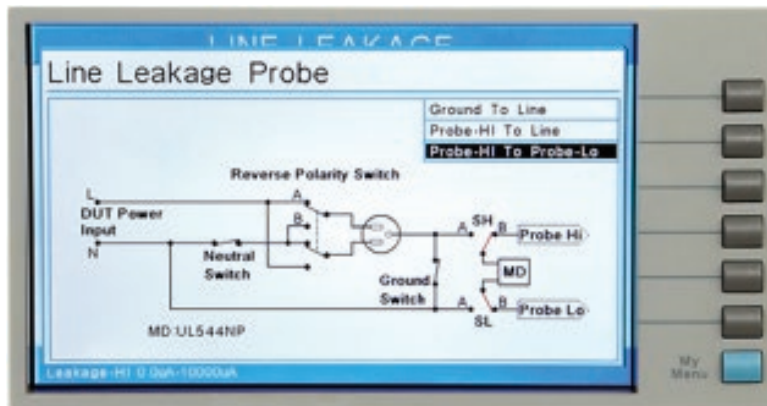 LINE LEAKAGE
Line Leakage Probe
Ground To Line
Probe-HI To Line
Probe-HI To Probe-Lo
Reverse Polarity Switch
L
A
DUT Power
Input
B
N
Neutral
Switch
Ground
Switch
A SH B
Probe Hi
MD
A B
SL
Probe Lo
MD:UL544NP
Leakage-HI 0.0uA-10000uA
My
Menu